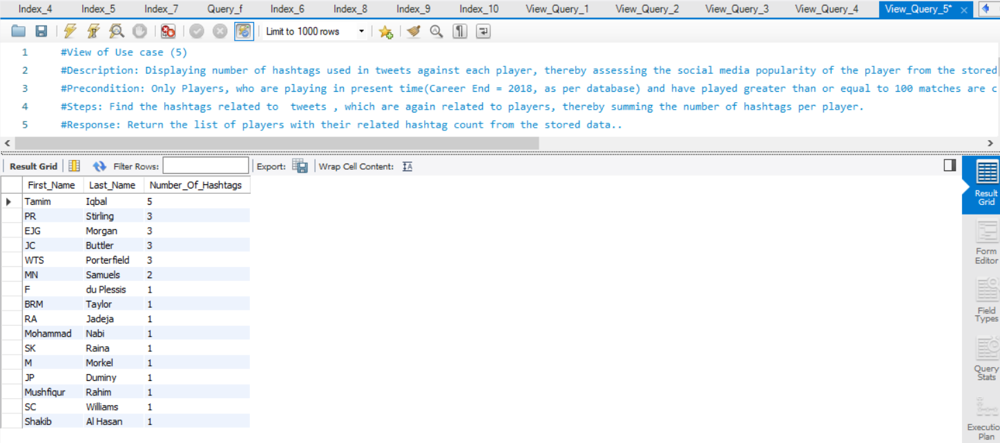 Index_4 Index_5 Index_7 Query_f Index_6 Index_8 Index_9 Index_10 View_Query_1 View_Query_2 View_Query_3 View_Query_4 View_Query_5*
Limit to 1000 rows
1 #View of Use case (5)
2 #Description: Displaying number of hashtags used in tweets against each player, thereby assessing the social media popularity of the player from the stored
3 #Precondition: Only Players, who are playing in present time(Career End = 2018, as per database) and have played greater than or equal to 100 matches are c
4 #Steps: Find the hashtags related to  tweets , which are again related to players, thereby summing the number of hashtags per player.
5 #Response: Return the list of players with their related hashtag count from the stored data..
Result Grid Filter Rows: Export: Wrap Cell Content: IA
First_Name Last_Name Number_Of_Hashtags
Tamim Iqbal 5
PR Stirling 3
EJG Morgan 3
JC Buttler 3
WTS Porterfield 3
MN Samuels 2
F du Plessis 1
BRM Taylor 1
RA Jadeja 1
Mohammad Nabi 1
SK Raina 1
M Morkel 1
JP Duminy 1
Mushfiqur Rahim 1
SC Williams 1
Shakib Al Hasan 1
Result
Grid
Form
Editor
Field
Types
Query
Stats
Executio
Plan